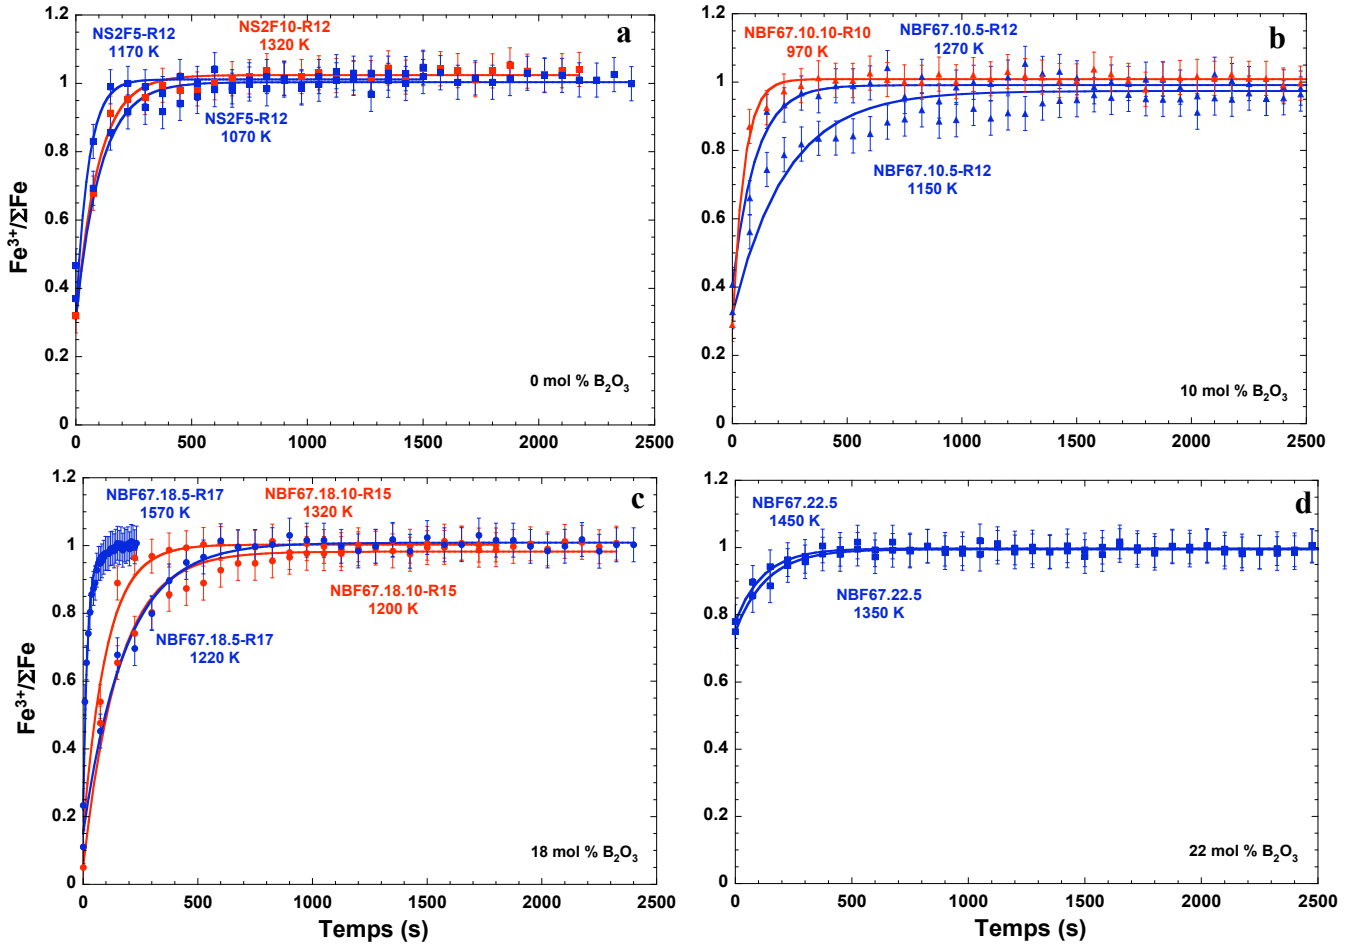 a
NS2F5-R12
1170 K
NS2F10-R12
1320 K
NS2F5-R12
1070 K
0 mol % B₂O₃
1.2
1
0.8
0.6
0.4
0.2
0
0 500 1000 1500 2000 2500
Fe³⁺/ΣFe
b
NBF67.10.10-R10
970 K
NBF67.10.5-R12
1270 K
NBF67.10.5-R12
1150 K
10 mol % B₂O₃
1.2
1
0.8
0.6
0.4
0.2
0
0 500 1000 1500 2000 2500
c
NBF67.18.5-R17
1570 K
NBF67.18.10-R15
1320 K
NBF67.18.10-R15
1200 K
NBF67.18.5-R17
1220 K
18 mol % B₂O₃
1.2
1
0.8
0.6
0.4
0.2
0
0 500 1000 1500 2000 2500
Fe³⁺/ΣFe
Temps (s)
d
NBF67.22.5
1450 K
NBF67.22.5
1350 K
22 mol % B₂O₃
1.2
1
0.8
0.6
0.4
0.2
0
0 500 1000 1500 2000 2500
Temps (s)